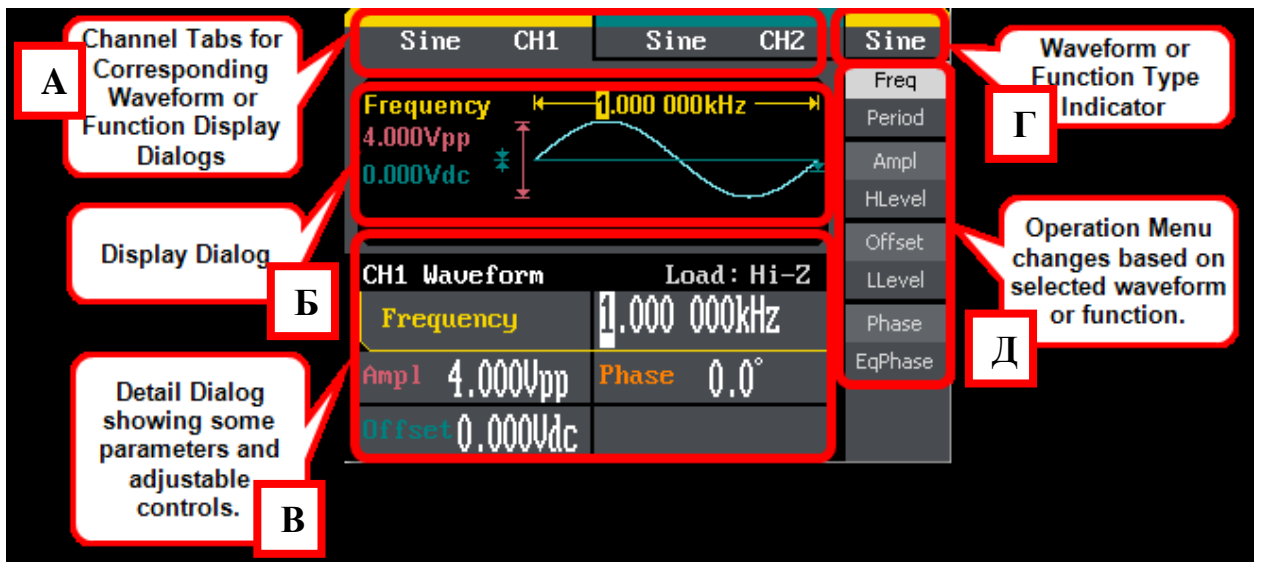 Channel Tabs for
Corresponding
Waveform or
Function Display
Dialogs
А
Sine CH1
Sine CH2
Sine
Waveform or
Function Type
Indicator
Г
Frequency
1.000 000kHz
4.000Vpp
0.000Vdc
Display Dialog
Б
Freq
Period
Ampl
HLevel
Offset
LLevel
Phase
EqPhase
Operation Menu
changes based on
selected waveform
or function.
Д
CH1 Waveform Load: Hi-Z
Frequency 1.000 000kHz
Ampl 4.000Vpp Phase 0.0°
Offset 0.000Vdc
Detail Dialog
showing some
parameters and
adjustable
controls.
В